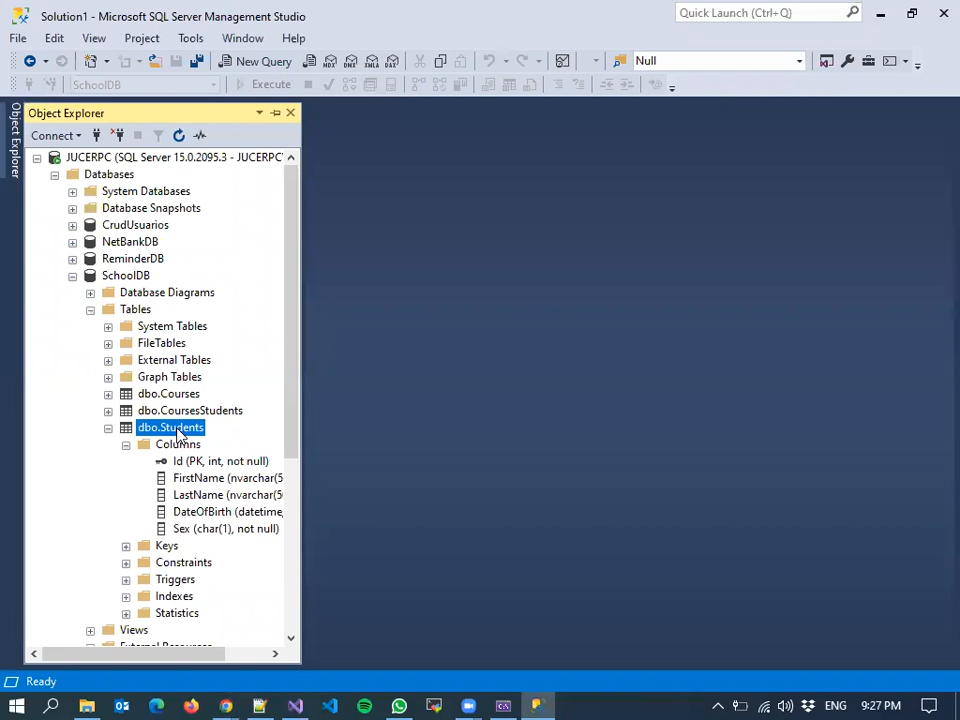 Solution1 - Microsoft SQL Server Management Studio
Quick Launch (Ctrl+Q)
File Edit View Project Tools Window Help
New Query
Null
SchoolDB
Execute
Object Explorer
Object Explorer
Connect
JUCERPC (SQL Server 15.0.2095.3 - JUCERPC
Databases
System Databases
Database Snapshots
CrudUsuarios
NetBankDB
ReminderDB
SchoolDB
Database Diagrams
Tables
System Tables
FileTables
External Tables
Graph Tables
dbo.Courses
dbo.CoursesStudents
dbo.Students
Columns
Id (PK, int, not null)
FirstName (nvarchar(5
LastName (nvarchar(5
DateOfBirth (datetime,
Sex (char(1), not null)
Keys
Constraints
Triggers
Indexes
Statistics
Views
External Resources
Ready
ENG
9:27 PM